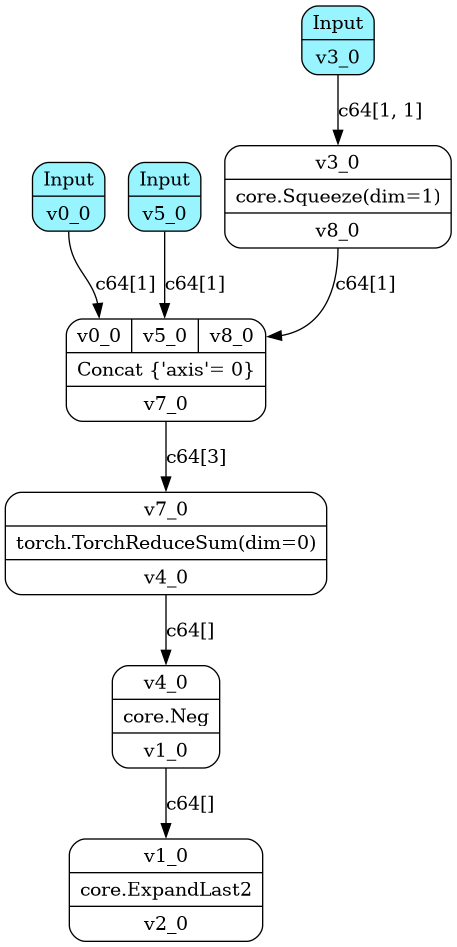 Input
v3_0
c64[1, 1]
v3_0
core.Squeeze(dim=1)
v8_0
Input
v0_0
Input
v5_0
c64[1]
c64[1]
c64[1]
v0_0 v5_0 v8_0
Concat {'axis'= 0}
v7_0
c64[3]
v7_0
torch.TorchReduceSum(dim=0)
v4_0
c64[]
v4_0
core.Neg
v1_0
c64[]
v1_0
core.ExpandLast2
v2_0